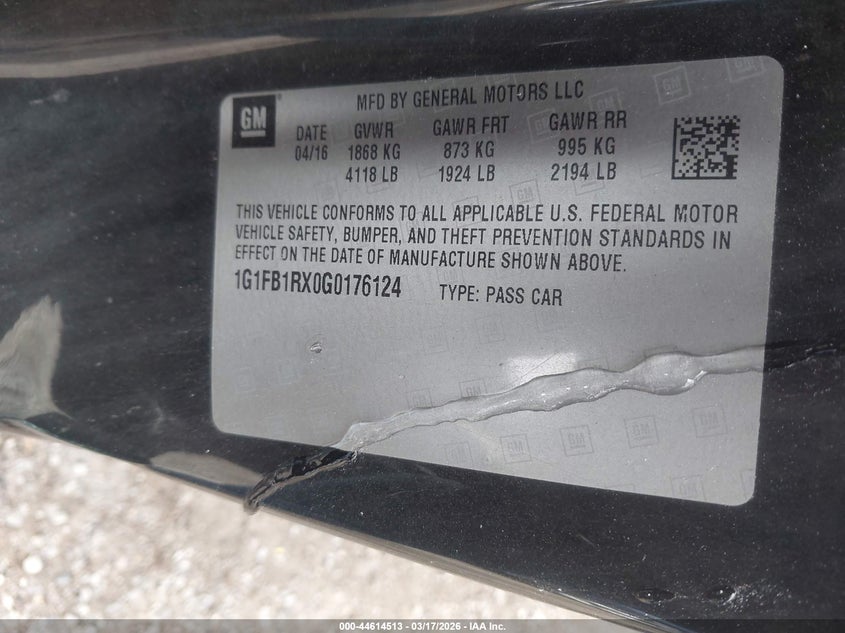 GM
MFD BY GENERAL MOTORS LLC
DATE GVWR GAWR FRT GAWR RR
04/16 1868 KG 873 KG 995 KG
4118 LB 1924 LB 2194 LB
THIS VEHICLE CONFORMS TO ALL APPLICABLE U.S. FEDERAL MOTOR
VEHICLE SAFETY, BUMPER, AND THEFT PREVENTION STANDARDS IN
EFFECT ON THE DATE OF MANUFACTURE SHOWN ABOVE.
1G1FB1RX0G0176124 TYPE: PASS CAR
000-44614513 — 03/17/2026 — IAA Inc.